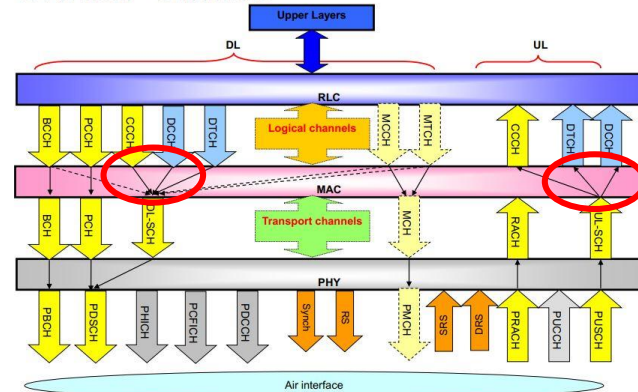 Upper Layers
DL
UL
RLC
BCCH
PCCH
CCCH
DCCH
DTCH
Logical channels
MCCH
MTCH
CCCH
DTCH
DCCH
MAC
BCH
PCH
DL-SCH
Transport channels
MCH
RACH
UL-SCH
PHY
PBCH
PDSCH
PHICH
PCFICH
PDCCH
Synch
RS
PMCH
SRS
DRS
PRACH
PUCCH
PUSCH
Air interface